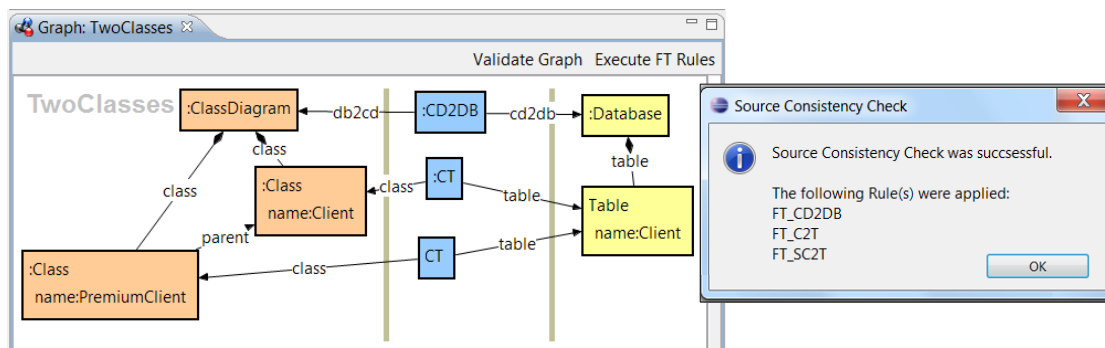 Graph: TwoClasses
Validate Graph Execute FT Rules
TwoClasses
:ClassDiagram
db2cd
:CD2DB
cd2db
:Database
class
class
table
:Class
name:Client
class
:CT
table
Table
name:Client
parent
:Class
name:PremiumClient
class
CT
table
Source Consistency Check
X
Source Consistency Check was succsessful.
The following Rule(s) were applied:
FT_CD2DB
FT_C2T
FT_SC2T
OK